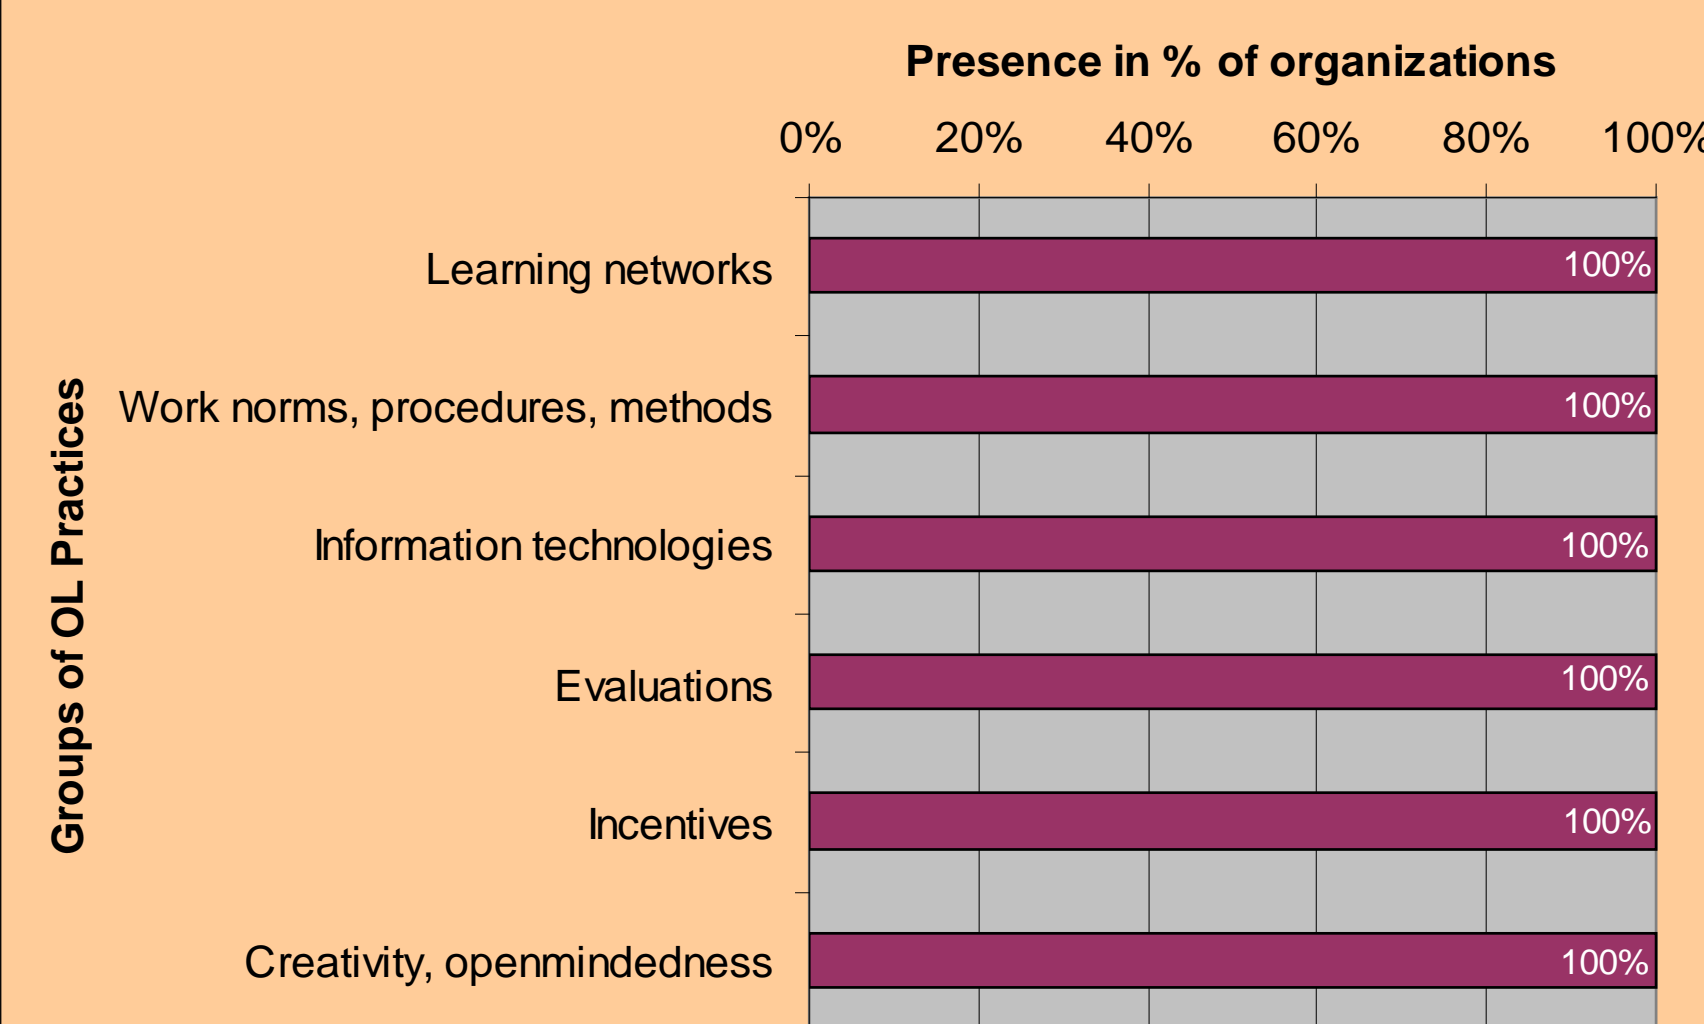 Presence in % of organizations
0% 20% 40% 60% 80% 100%
Groups of OL Practices
Learning networks 100%
Work norms, procedures, methods 100%
Information technologies 100%
Evaluations 100%
Incentives 100%
Creativity, openmindedness 100%